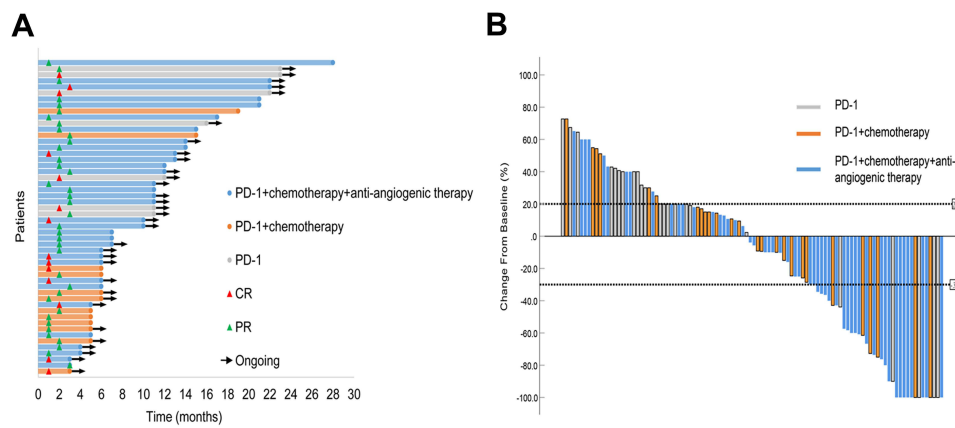 A
Patients
0 2 4 6 8 10 12 14 16 18 20 22 24 26 28 30
Time (months)
PD-1+chemotherapy+anti-angiogenic therapy
PD-1+chemotherapy
PD-1
CR
PR
Ongoing
B
Change From Baseline (%)
100.0
80.0
60.0
40.0
20.0
.0
-20.0
-40.0
-60.0
-80.0
-100.0
PD-1
PD-1+chemotherapy
PD-1+chemotherapy+anti-
angiogenic therapy